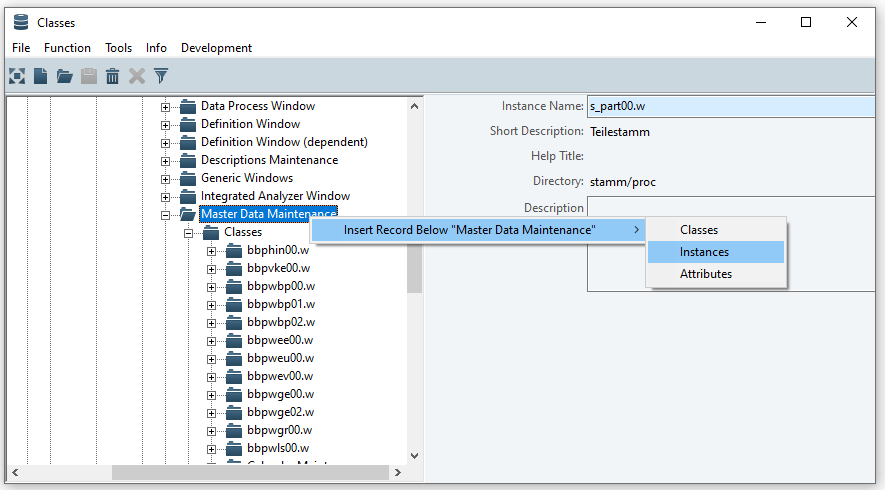 Classes
File Function Tools Info Development
Data Process Window
Definition Window
Definition Window (dependent)
Descriptions Maintenance
Generic Windows
Integrated Analyzer Window
Master Data Maintenance
Classes
bbphin00.w
bbpvke00.w
bbpwbp00.w
bbpwbp01.w
bbpwbp02.w
bbpwee00.w
bbpweu00.w
bbpwev00.w
bbpwge00.w
bbpwge02.w
bbpwgr00.w
bbpwls00.w
Instance Name: s_part00.w
Short Description: Teilestamm
Help Title:
Directory: stamm/proc
Description
Insert Record Below "Master Data Maintenance"
Classes
Instances
Attributes